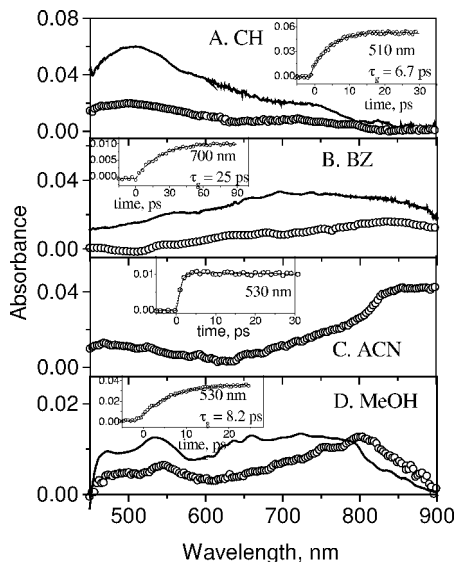 A. CH
0.06
0.04
0.02
0.00
510 nm
τg = 6.7 ps
0 10 20 30
time, ps
0.08
0.04
0.00
B. BZ
0.010
0.005
0.000
700 nm
τg = 25 ps
0 30 60 90
time, ps
0.04
0.00
0.01
0.00
530 nm
0 10 20 30
time, ps
C. ACN
0.04
0.00
0.04
0.02
0.00
530 nm
τg = 8.2 ps
0 10 20
time, ps
D. MeOH
0.01
0.00
500 600 700 800 900
Wavelength, nm
Absorbance